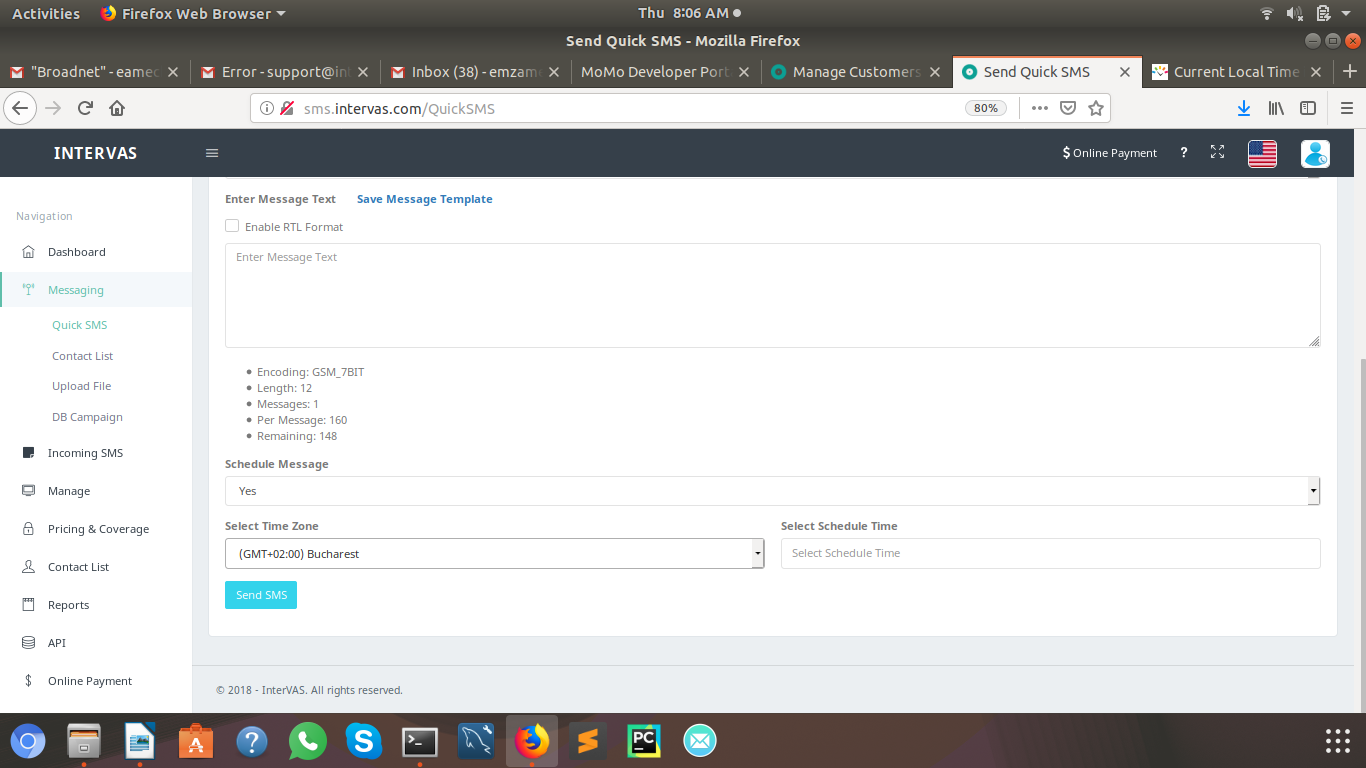 Activities Firefox Web Browser Thu 8:06 AM
Send Quick SMS - Mozilla Firefox
"Broadnet" - eamec Error - support@in Inbox (38) - emzame MoMo Developer Port Manage Customers Send Quick SMS Current Local Time
sms.intervas.com/QuickSMS 80%
INTERVAS $ Online Payment ?
Navigation
Enter Message Text Save Message Template
Enable RTL Format
Enter Message Text
Dashboard
Messaging
Quick SMS
Contact List
Upload File
DB Campaign
Incoming SMS
Manage
Pricing & Coverage
Contact List
Reports
API
Online Payment
Encoding: GSM_7BIT
Length: 12
Messages: 1
Per Message: 160
Remaining: 148
Schedule Message
Yes
Select Time Zone Select Schedule Time
(GMT+02:00) Bucharest Select Schedule Time
Send SMS
© 2018 - InterVAS. All rights reserved.
PC